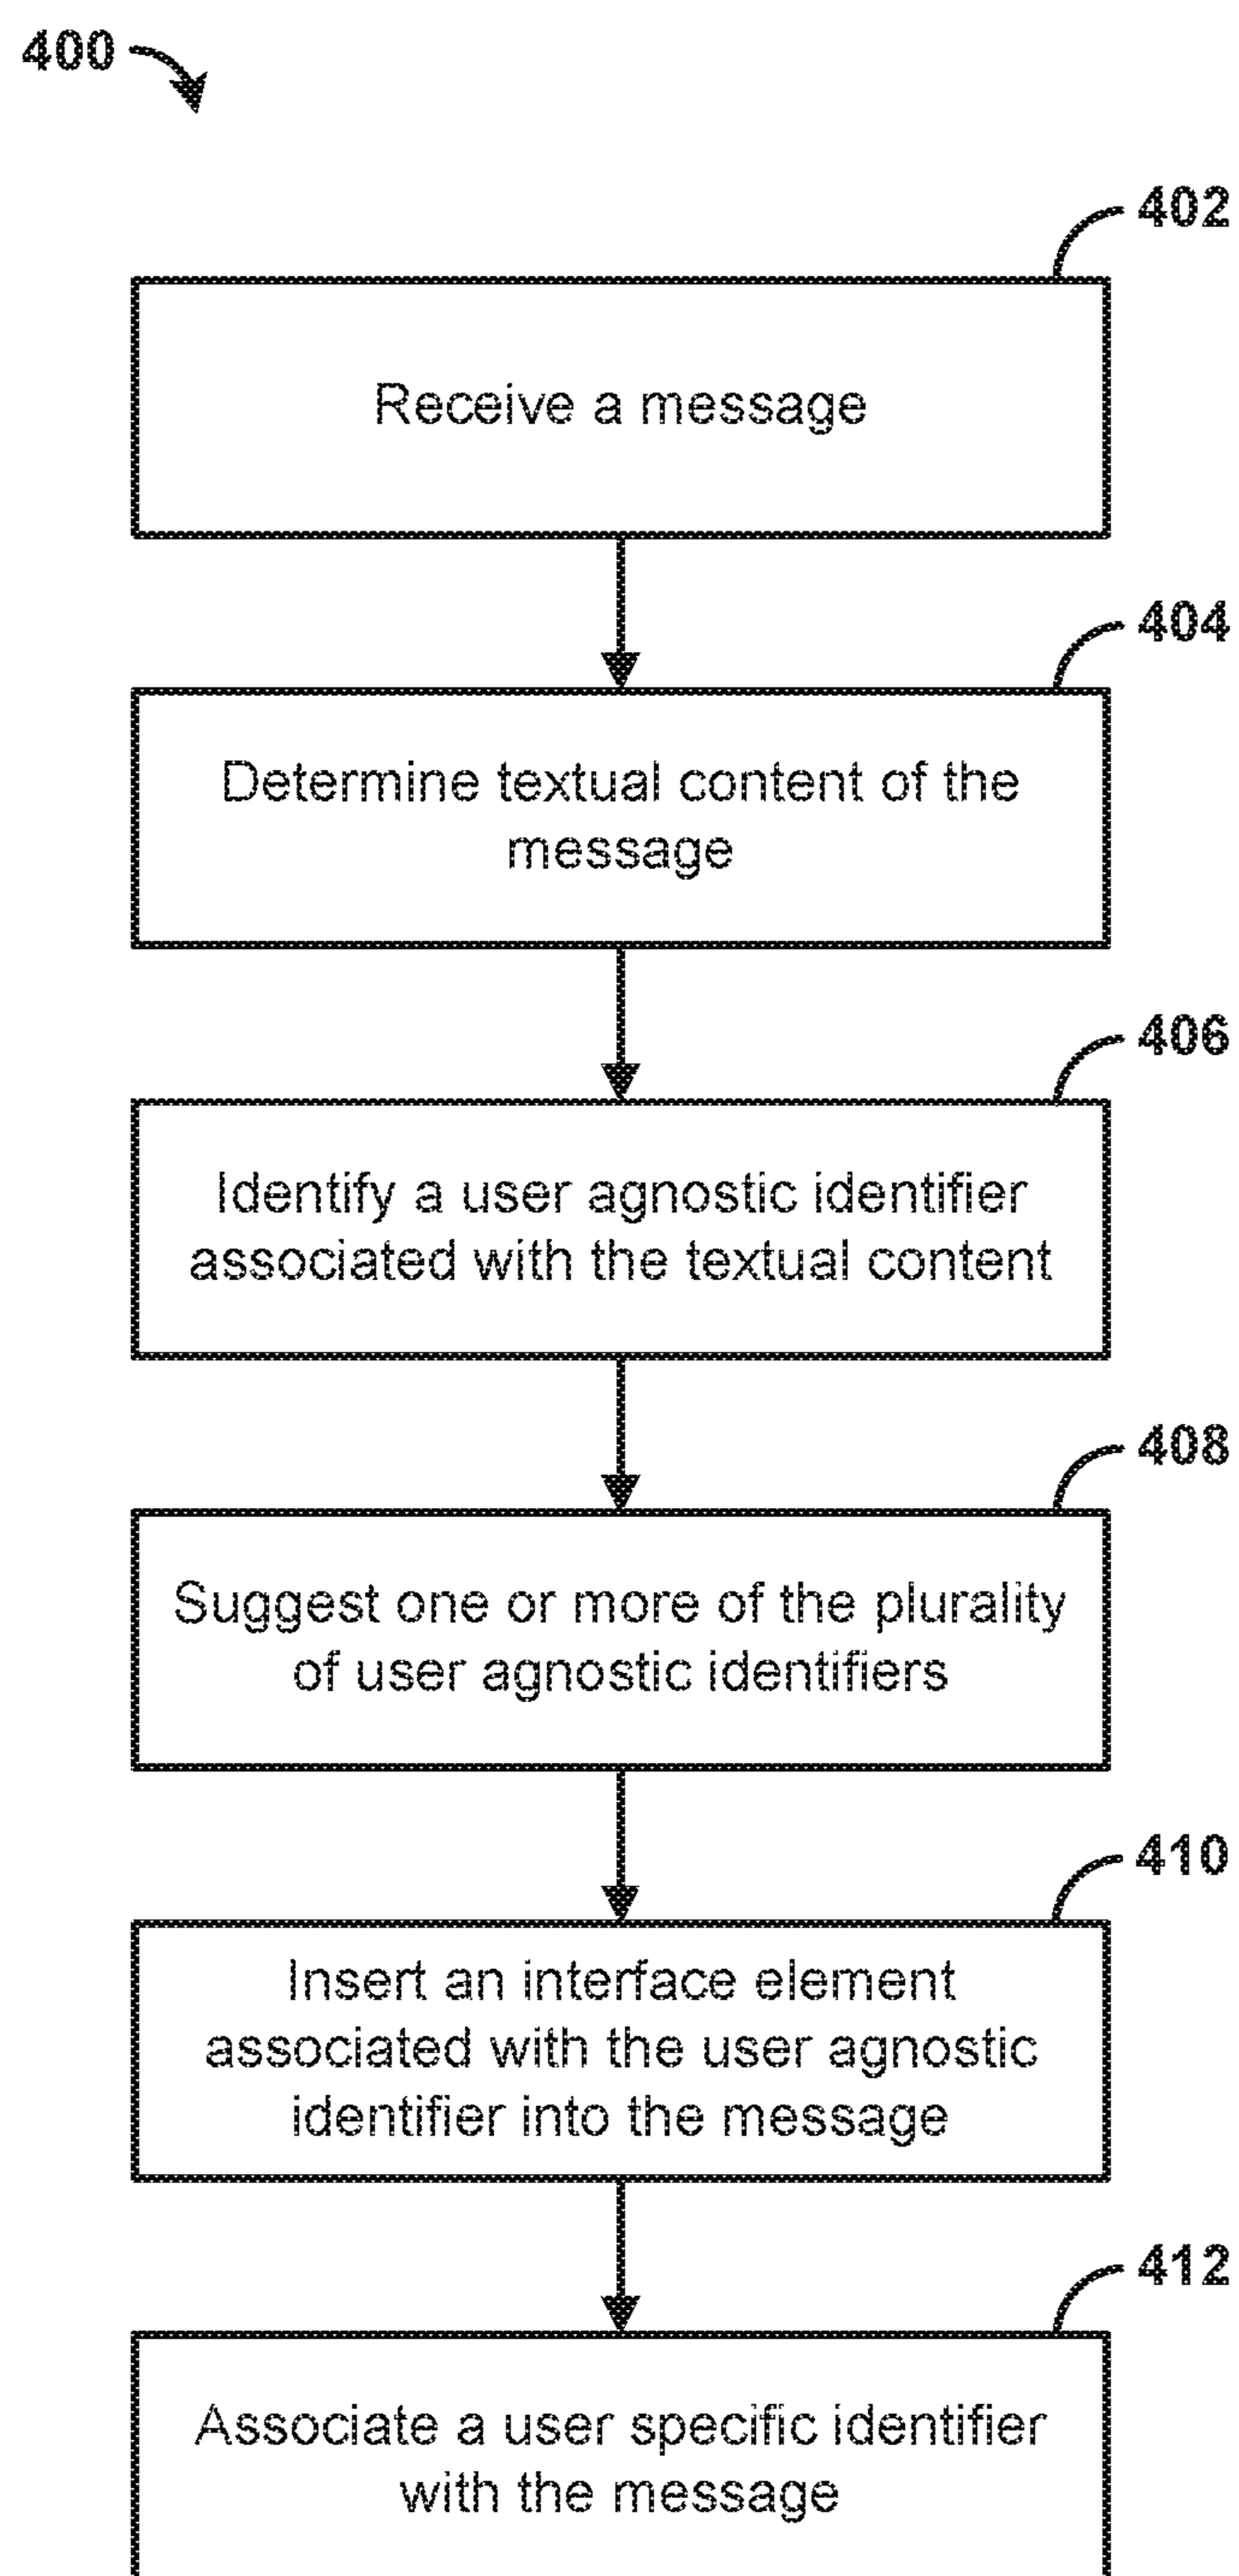 400
402
Receive a message
404
Determine textual content of the
message
406
Identify a user agnostic identifier
associated with the textual content
408
Suggest one or more of the plurality
of user agnostic identifiers
410
Insert an interface element
associated with the user agnostic
identifier into the message
412
Associate a user specific identifier
with the message